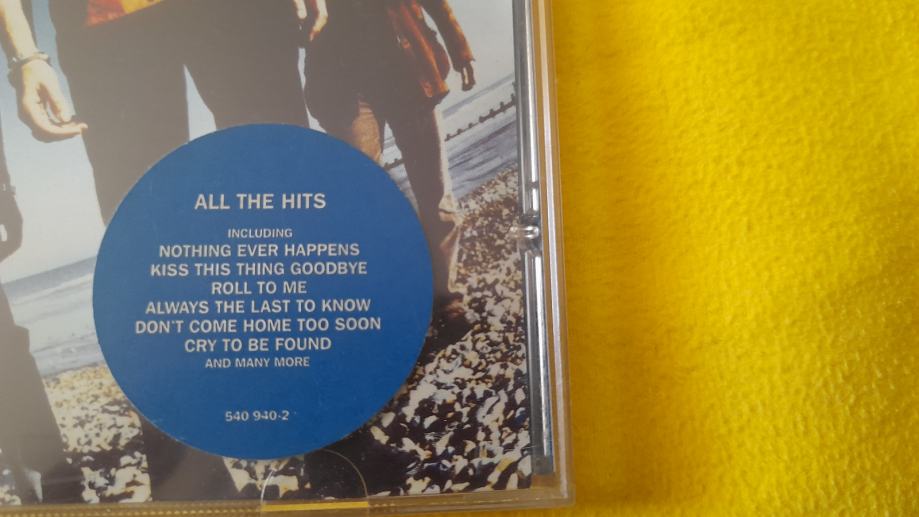 ALL THE HITS
INCLUDING
NOTHING EVER HAPPENS
KISS THIS THING GOODBYE
ROLL TO ME
ALWAYS THE LAST TO KNOW
DON'T COME HOME TOO SOON
CRY TO BE FOUND
AND MANY MORE
540 940-2